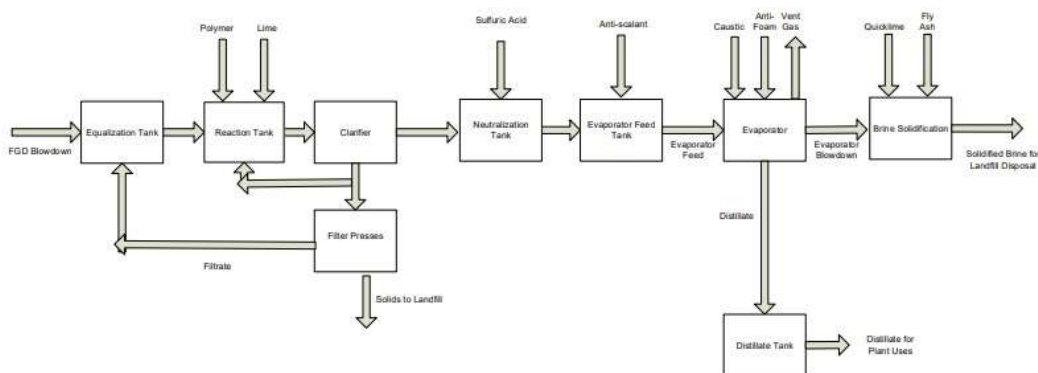 Sulfuric Acid
Anti-scalant
Caustic
Anti-
Foam
Vent
Gas
Quicklime
Fly
Ash
Polymer
Lime
FGD Blowdown
Equalization Tank
Reaction Tank
Clarifier
Neutralization
Tank
Evaporator Feed
Tank
Evaporator
Feed
Evaporator
Evaporator
Blowdown
Brine Solidification
Solidified Brine for
Landfill Disposal
Filter Presses
Filtrate
Solids to Landfill
Distillate
Distillate Tank
Distillate for
Plant Uses